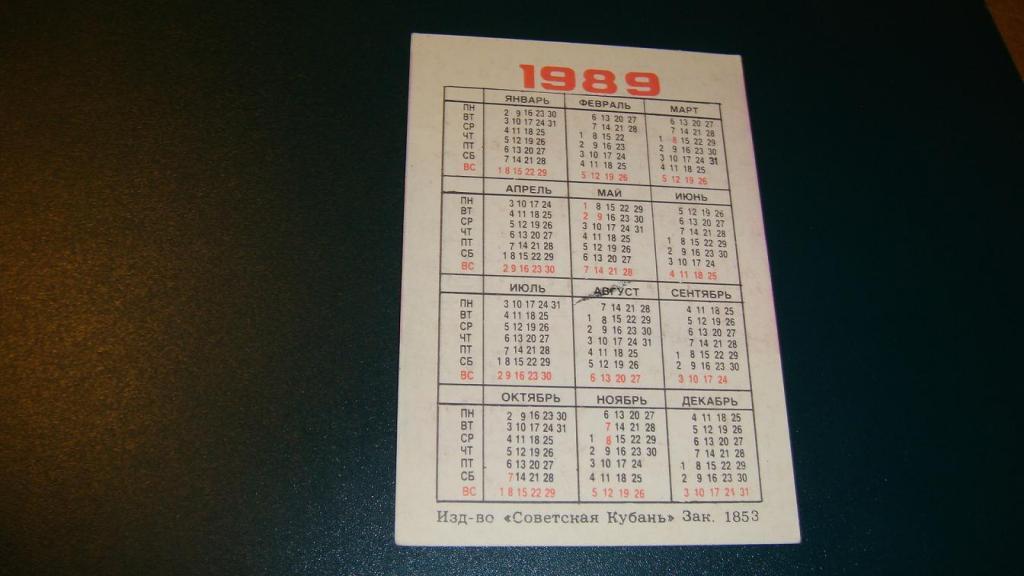 1989
ЯНВАРЬ ФЕВРАЛЬ МАРТ
ПН 2 9 16 23 30 6 13 20 27 6 13 20 27
ВТ 3 10 17 24 31 7 14 21 28 7 14 21 28
СР 4 11 18 25 1 8 15 22 1 8 15 22 29
ЧТ 5 12 19 26 2 9 16 23 2 9 16 23 30
ПТ 6 13 20 27 3 10 17 24 3 10 17 24 31
СБ 7 14 21 28 4 11 18 25 4 11 18 25
ВС 1 8 15 22 29 5 12 19 26 5 12 19 26
АПРЕЛЬ МАЙ ИЮНЬ
ПН 3 10 17 24 1 8 15 22 29 5 12 19 26
ВТ 4 11 18 25 2 9 16 23 30 6 13 20 27
СР 5 12 19 26 3 10 17 24 31 7 14 21 28
ЧТ 6 13 20 27 4 11 18 25 1 8 15 22 29
ПТ 7 14 21 28 5 12 19 26 2 9 16 23 30
СБ 1 8 15 22 29 6 13 20 27 3 10 17 24
ВС 2 9 16 23 30 7 14 21 28 4 11 18 25
ИЮЛЬ АВГУСТ СЕНТЯБРЬ
ПН 3 10 17 24 31 7 14 21 28 4 11 18 25
ВТ 4 11 18 25 1 8 15 22 29 5 12 19 26
СР 5 12 19 26 2 9 16 23 30 6 13 20 27
ЧТ 6 13 20 27 3 10 17 24 31 7 14 21 28
ПТ 7 14 21 28 4 11 18 25 1 8 15 22 29
СБ 1 8 15 22 29 5 12 19 26 2 9 16 23 30
ВС 2 9 16 23 30 6 13 20 27 3 10 17 24
ОКТЯБРЬ НОЯБРЬ ДЕКАБРЬ
ПН 2 9 16 23 30 6 13 20 27 4 11 18 25
ВТ 3 10 17 24 31 7 14 21 28 5 12 19 26
СР 4 11 18 25 1 8 15 22 29 6 13 20 27
ЧТ 5 12 19 26 2 9 16 23 30 7 14 21 28
ПТ 6 13 20 27 3 10 17 24 1 8 15 22 29
СБ 7 14 21 28 4 11 18 25 2 9 16 23 30
ВС 1 8 15 22 29 5 12 19 26 3 10 17 24 31
Изд-во «Советская Кубань» Зак. 1853